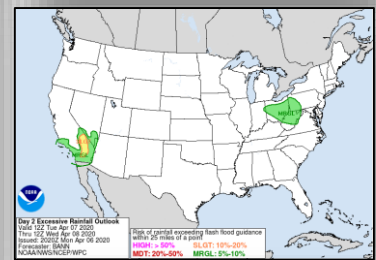 MRGL
MRGL
NOAA
Day 2 Excessive Rainfall Outlook
Valid 12Z Tue Apr 07 2020
Thru 12Z Wed Apr 08 2020
Issued: 2020Z Mon Apr 06 2020
Forecaster: BANN
NOAA/NWS/NCEP/WPC
Risk of rainfall exceeding flash flood guidance
within 25 miles of a point
HIGH: > 50% SLGT: 10%-20%
MDT: 20%-50% MRGL: 5%-10%